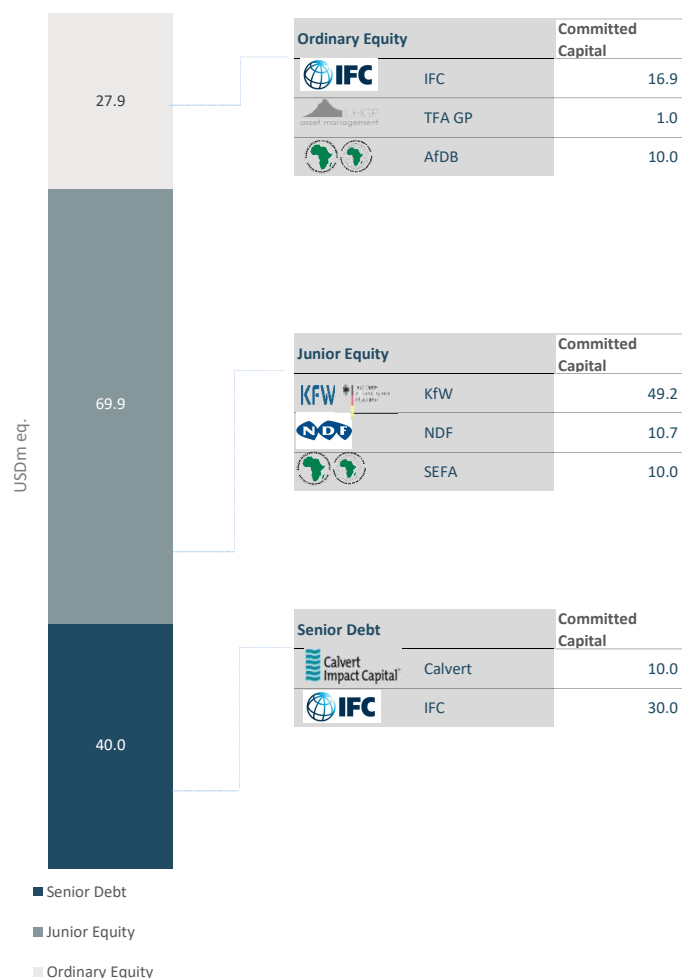 27.9
69.9
40.0
USDm eq.
Ordinary Equity Committed Capital
IFC IFC 16.9
LHGP asset management TFA GP 1.0
AfDB 10.0
Junior Equity Committed Capital
KFW KfW 49.2
NDF NDF 10.7
SEFA 10.0
Senior Debt Committed Capital
Calvert Impact Capital Calvert 10.0
IFC IFC 30.0
Senior Debt
Junior Equity
Ordinary Equity